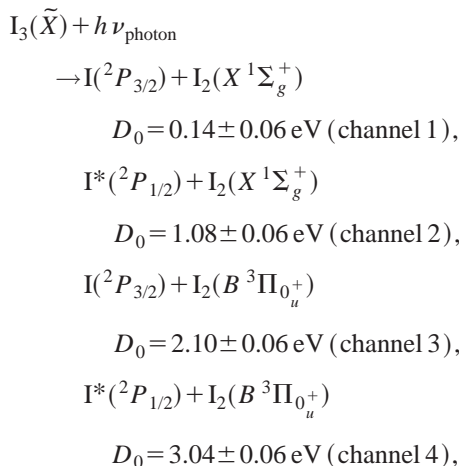 I₃(X̃) + hν_photon
→I(²P₃/₂) + I₂(X ¹Σg⁺)
D₀=0.14±0.06 eV (channel 1),
I*(²P₁/₂) + I₂(X ¹Σg⁺)
D₀=1.08±0.06 eV (channel 2),
I(²P₃/₂) + I₂(B ³Π₀u⁺)
D₀=2.10±0.06 eV (channel 3),
I*(²P₁/₂) + I₂(B ³Π₀u⁺)
D₀=3.04±0.06 eV (channel 4),